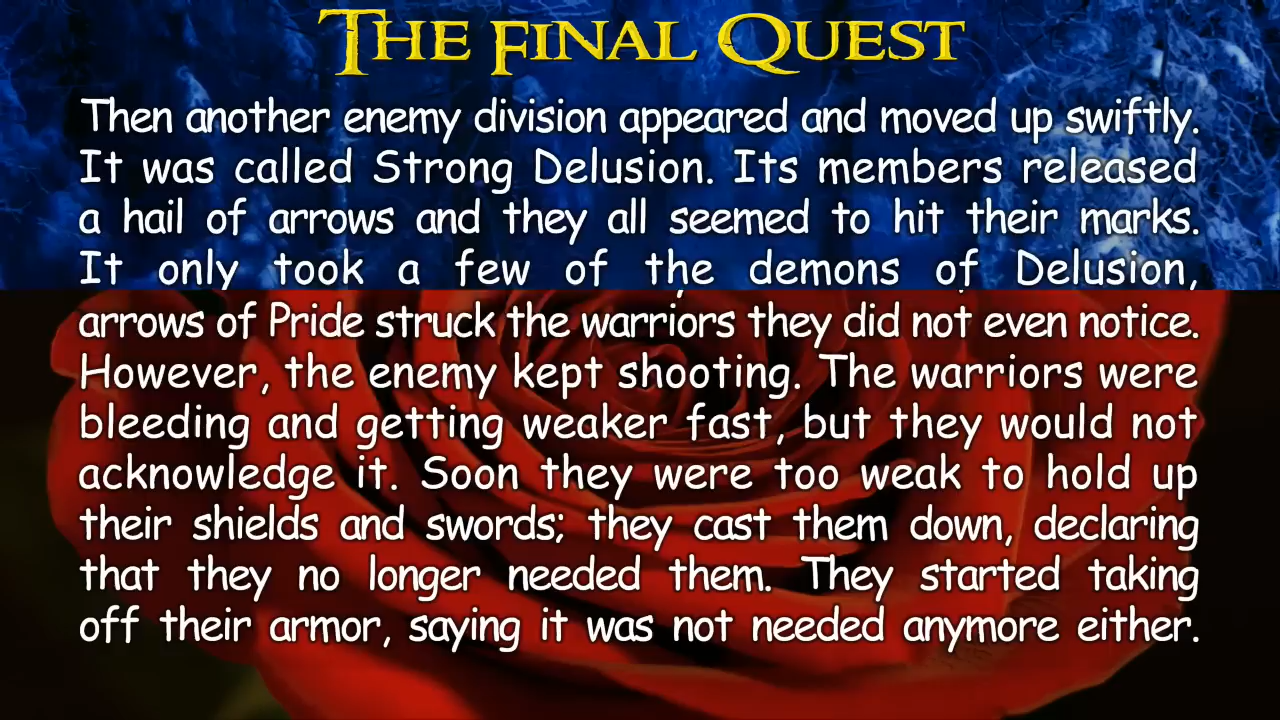 THE FINAL QUEST
Then another enemy division appeared and moved up swiftly.
It was called Strong Delusion. Its members released
a hail of arrows and they all seemed to hit their marks.
It only took a few of the demons of Delusion,
arrows of Pride struck the warriors they did not even notice.
However, the enemy kept shooting. The warriors were
bleeding and getting weaker fast, but they would not
acknowledge it. Soon they were too weak to hold up
their shields and swords; they cast them down, declaring
that they no longer needed them. They started taking
off their armor, saying it was not needed anymore either.